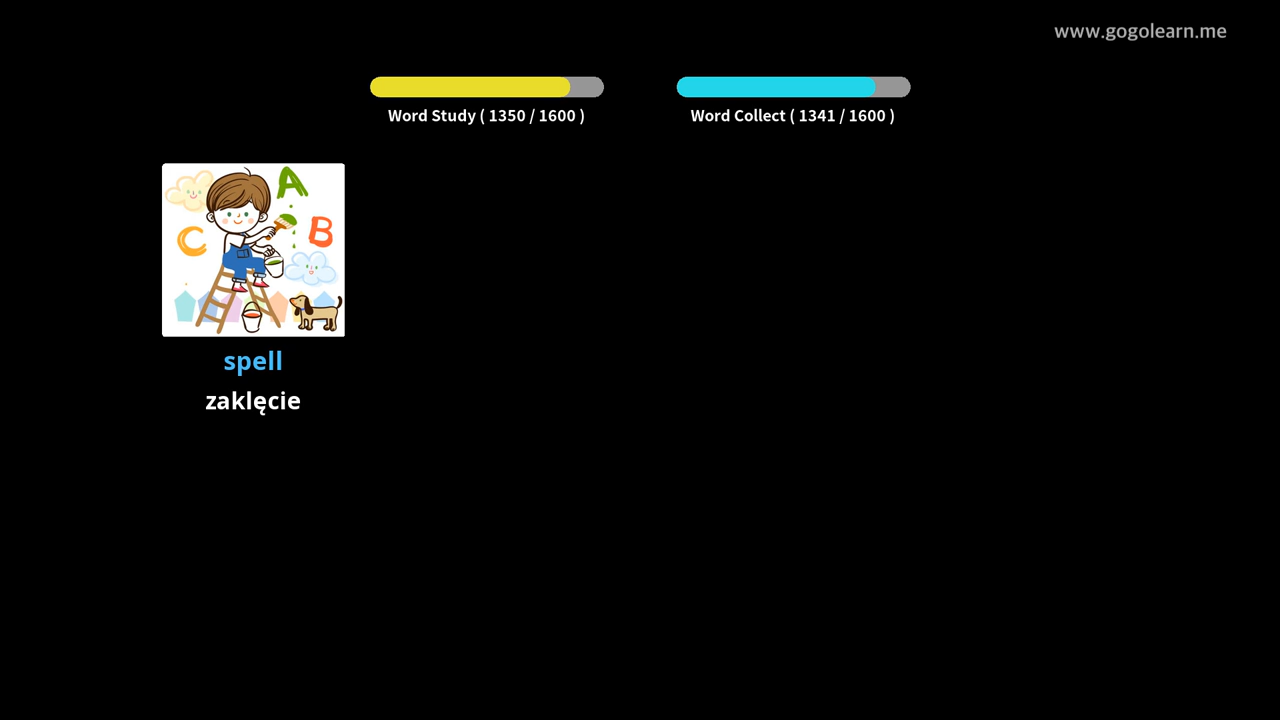 www.gogolearn.me
Word Study ( 1350 / 1600 )
Word Collect ( 1341 / 1600 )
A
B
C
spell
zaklęcie